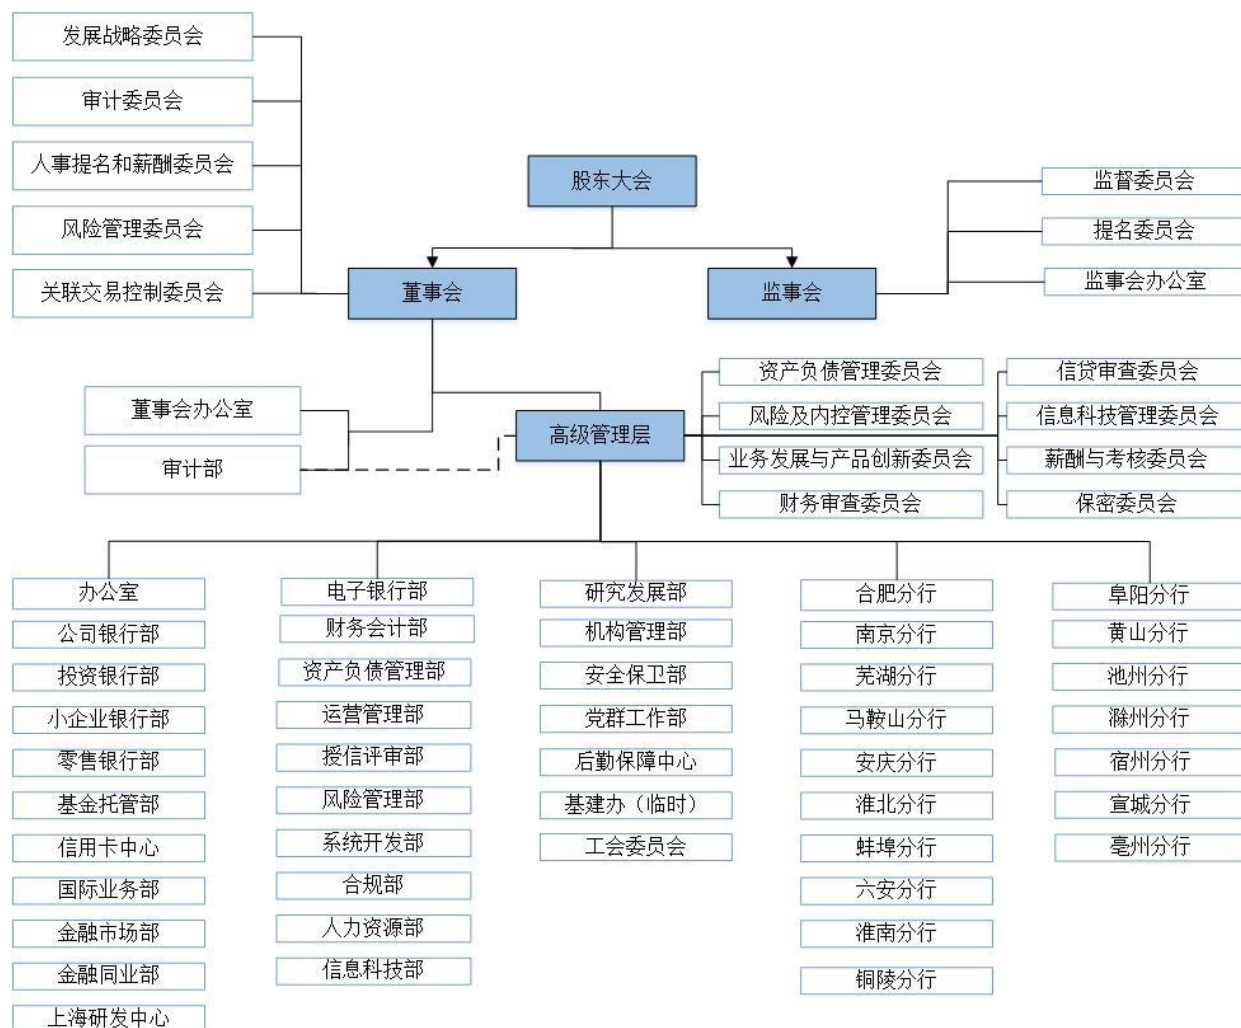 发展战略委员会
审计委员会
人事提名和薪酬委员会
风险管理委员会
关联交易控制委员会
股东大会
董事会
监事会
监督委员会
提名委员会
监事会办公室
董事会办公室
审计部
高级管理层
资产负债管理委员会
风险及内控管理委员会
业务发展与产品创新委员会
财务审查委员会
信贷审查委员会
信息科技管理委员会
薪酬与考核委员会
保密委员会
办公室
公司银行部
投资银行部
小企业银行部
零售银行部
基金托管部
信用卡中心
国际业务部
金融市场部
金融同业部
上海研发中心
电子银行部
财务会计部
资产负债管理部
运营管理部
授信评审部
风险管理部
系统开发部
合规部
人力资源部
信息科技部
研究发展部
机构管理部
安全保卫部
党群工作部
后勤保障中心
基建办（临时）
工会委员会
合肥分行
南京分行
芜湖分行
马鞍山分行
安庆分行
淮北分行
蚌埠分行
六安分行
淮南分行
铜陵分行
阜阳分行
黄山分行
池州分行
滁州分行
宿州分行
宣城分行
亳州分行